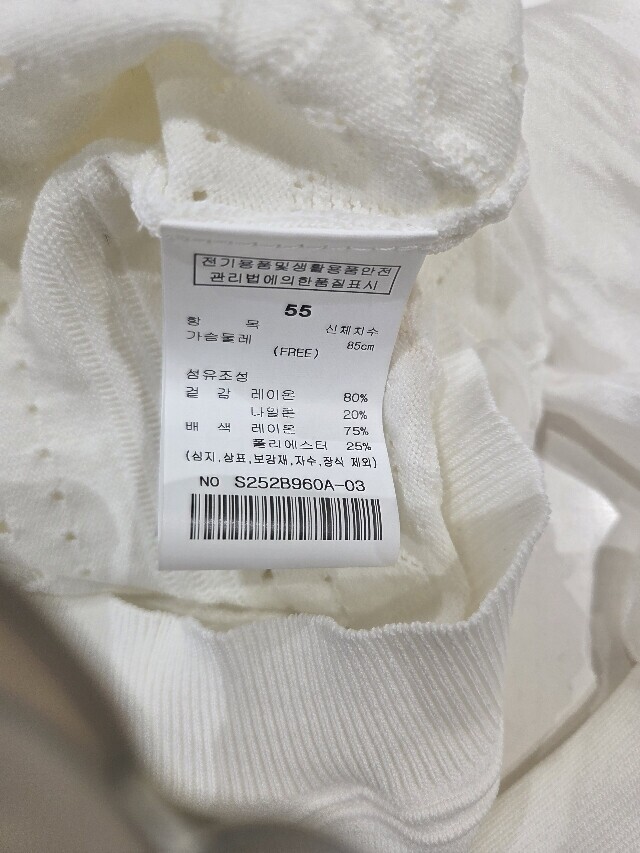 전기용품및생활용품안전
관리법에의한품질표시
55
항 목 신체치수
가슴둘레 85cm
(FREE)
섬유조성
겉 감 레이온 80%
나일론 20%
배 색 레이온 75%
폴리에스터 25%
(심지,상표,보강재,자수,장식 제외)
NO S252B960A-03